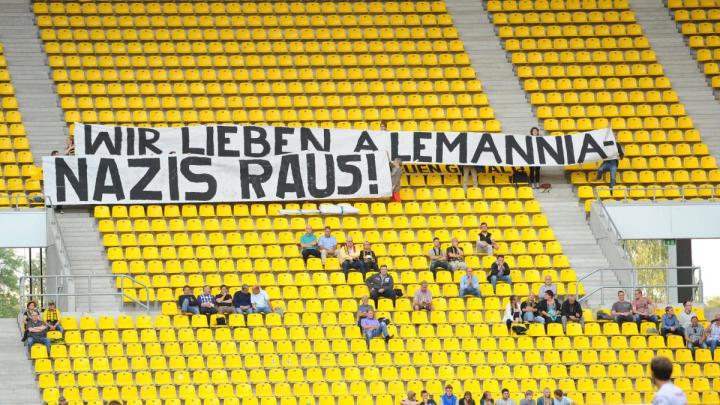 WIR LIEBEN ALEMANNIA-
NAZIS RAUS!